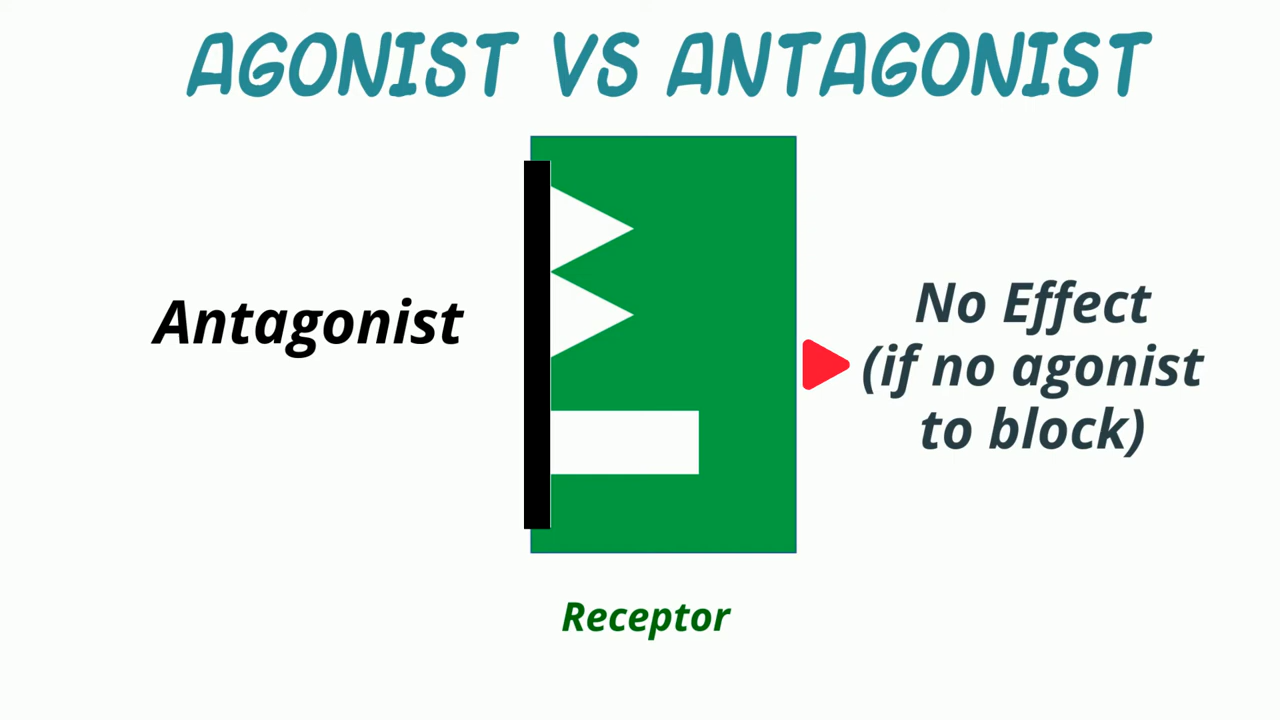 AGONIST VS ANTAGONIST
Antagonist
No Effect
(if no agonist
to block)
Receptor